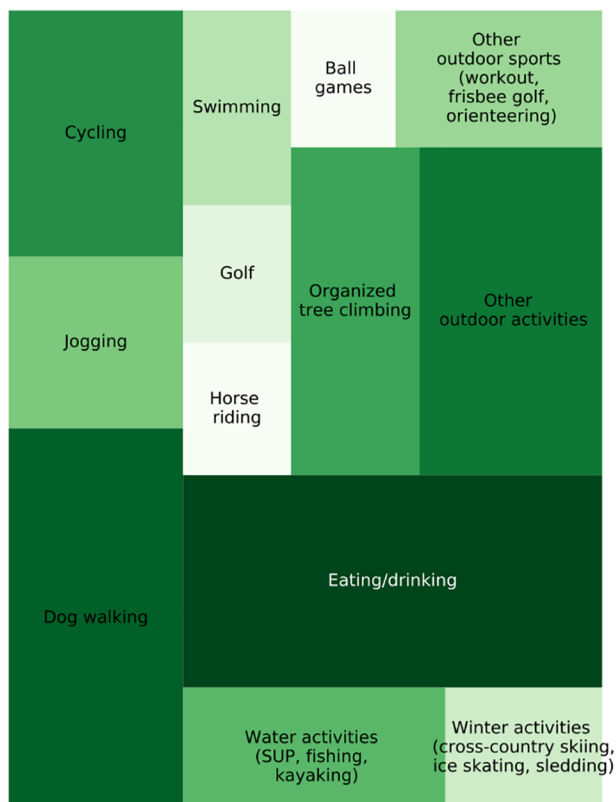 Cycling
Swimming
Ball
games
Other
outdoor sports
(workout,
frisbee golf,
orienteering)
Jogging
Golf
Horse
riding
Organized
tree climbing
Other
outdoor activities
Dog walking
Eating/drinking
Water activities
(SUP, fishing,
kayaking)
Winter activities
(cross-country skiing,
ice skating, sledding)